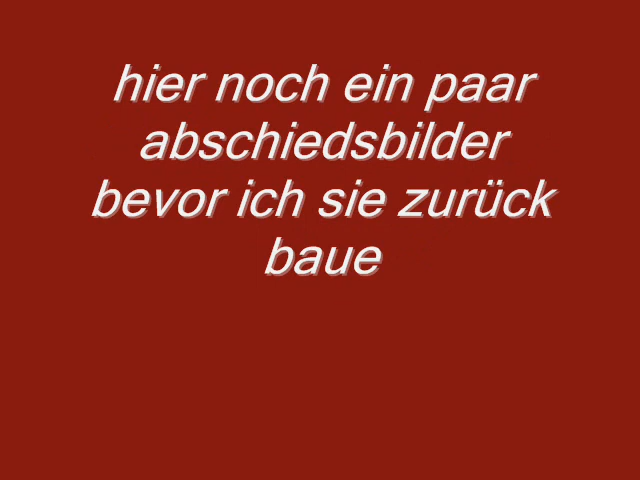 hier noch ein paar
abschiedsbilder
bevor ich sie zurück
baue